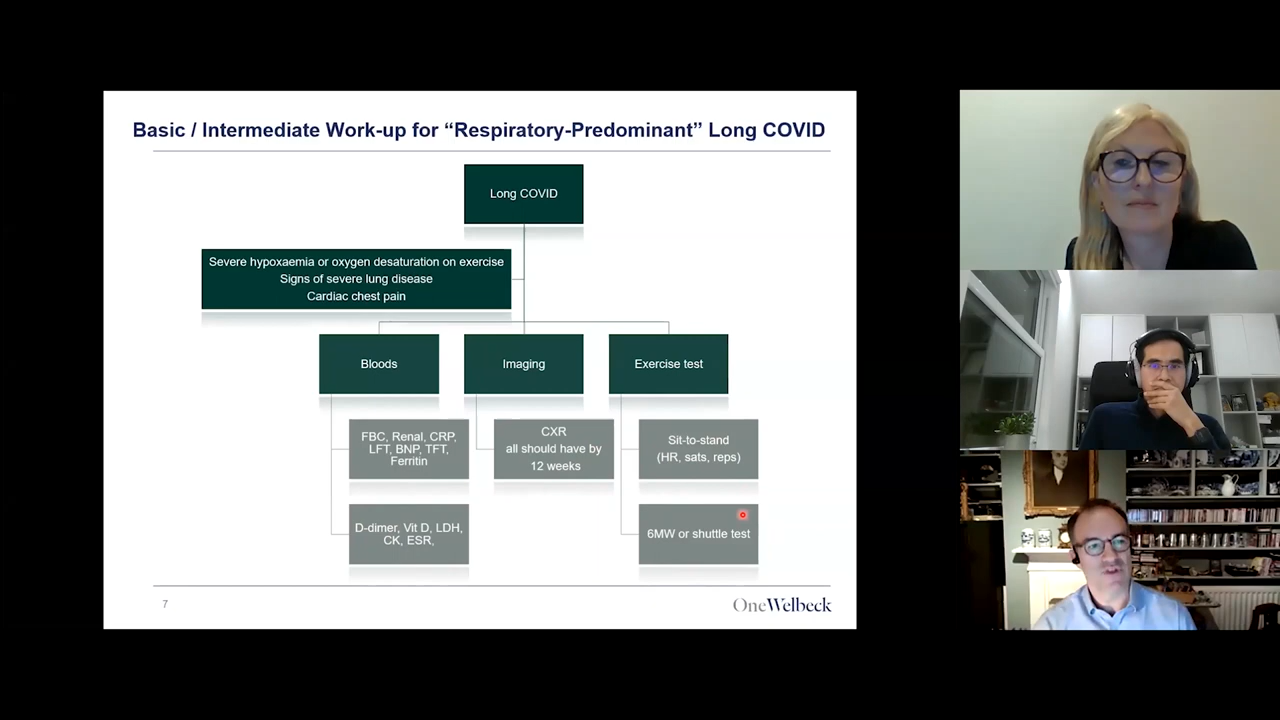 Basic / Intermediate Work-up for “Respiratory-Predominant” Long COVID
Long COVID
Severe hypoxaemia or oxygen desaturation on exercise
Signs of severe lung disease
Cardiac chest pain
Bloods
Imaging
Exercise test
FBC, Renal, CRP,
LFT, BNP, TFT,
Ferritin
CXR
all should have by
12 weeks
Sit-to-stand
(HR, sats, reps)
D-dimer, Vit D, LDH,
CK, ESR,
6MW or shuttle test
7
OneWelbeck